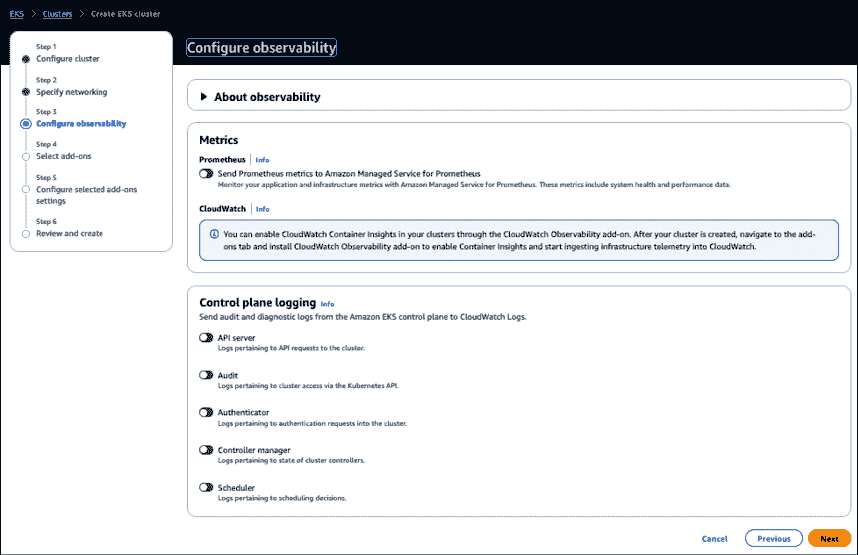 EKS > Clusters > Create EKS cluster
Step 1
Configure cluster
Step 2
Specify networking
Step 3
Configure observability
Step 4
Select add-ons
Step 5
Configure selected add-ons
settings
Step 6
Review and create
Configure observability
About observability
Metrics
Prometheus | Info
Send Prometheus metrics to Amazon Managed Service for Prometheus
Monitor your application and infrastructure metrics with Amazon Managed Service for Prometheus. These metrics include system health and performance data.
CloudWatch | Info
You can enable CloudWatch Container Insights in your clusters through the CloudWatch Observability add-on. After your cluster is created, navigate to the add-
ons tab and install CloudWatch Observability add-on to enable Container Insights and start ingesting infrastructure telemetry into CloudWatch.
Control plane logging Info
Send audit and diagnostic logs from the Amazon EKS control plane to CloudWatch Logs.
API server
Logs pertaining to API requests to the cluster.
Audit
Logs pertaining to cluster access via the Kubernetes API.
Authenticator
Logs pertaining to authentication requests into the cluster.
Controller manager
Logs pertaining to state of cluster controllers.
Scheduler
Logs pertaining to scheduling decisions.
Cancel Previous Next